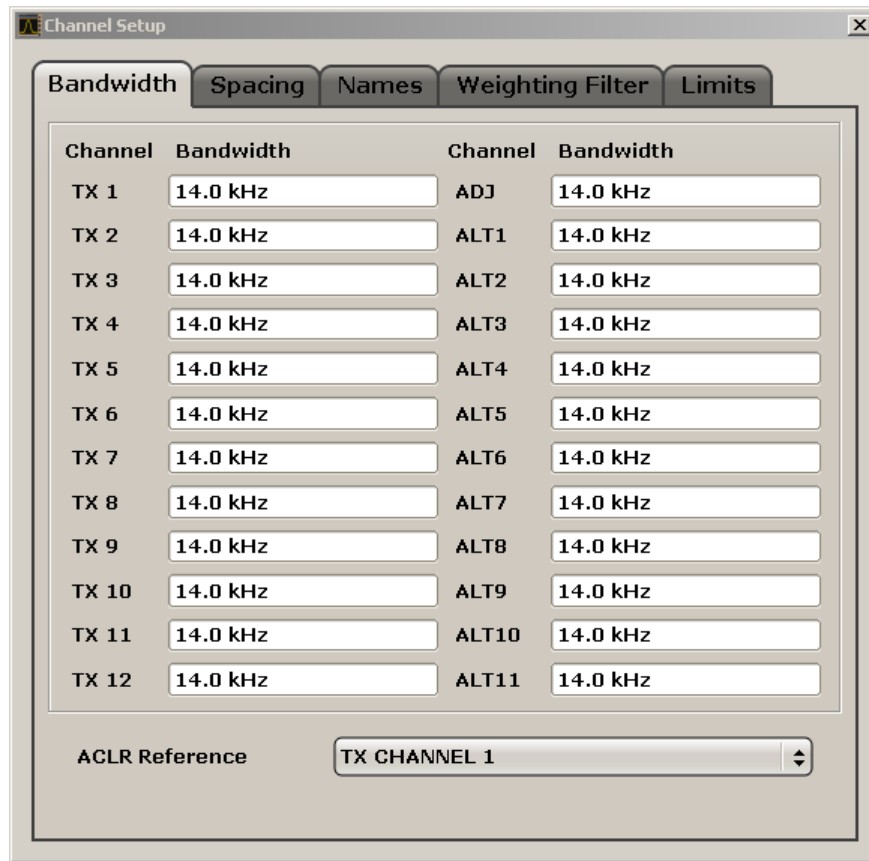 Channel Setup
Bandwidth Spacing Names Weighting Filter Limits
Channel Bandwidth Channel Bandwidth
TX 1 14.0 kHz ADJ 14.0 kHz
TX 2 14.0 kHz ALT1 14.0 kHz
TX 3 14.0 kHz ALT2 14.0 kHz
TX 4 14.0 kHz ALT3 14.0 kHz
TX 5 14.0 kHz ALT4 14.0 kHz
TX 6 14.0 kHz ALT5 14.0 kHz
TX 7 14.0 kHz ALT6 14.0 kHz
TX 8 14.0 kHz ALT7 14.0 kHz
TX 9 14.0 kHz ALT8 14.0 kHz
TX 10 14.0 kHz ALT9 14.0 kHz
TX 11 14.0 kHz ALT10 14.0 kHz
TX 12 14.0 kHz ALT11 14.0 kHz
ACLR Reference TX CHANNEL 1